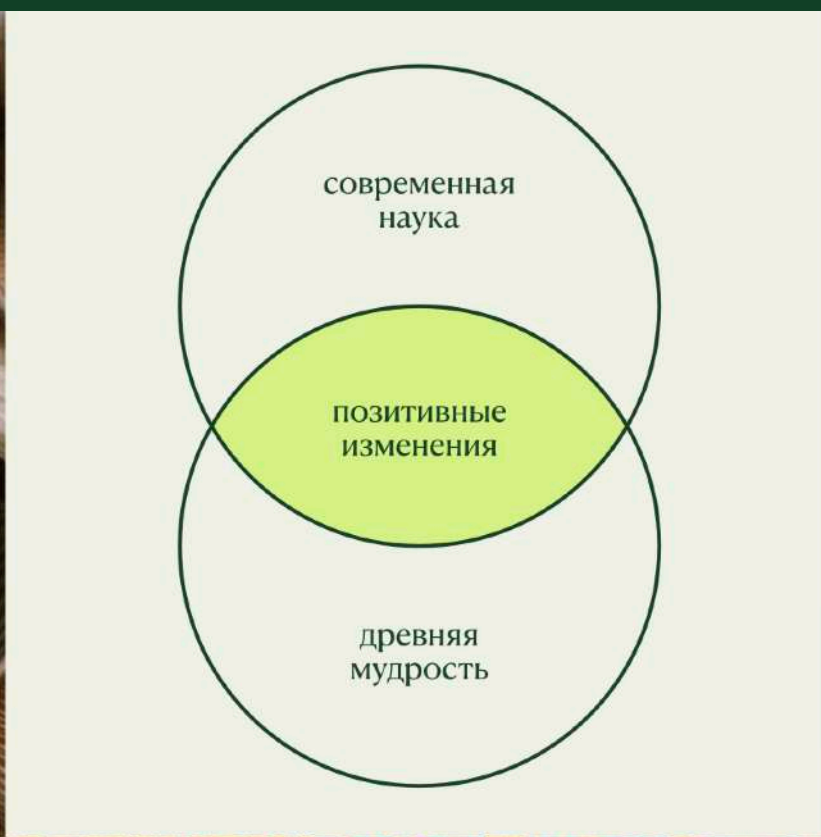 современная
наука
позитивные
изменения
древняя
мудрость